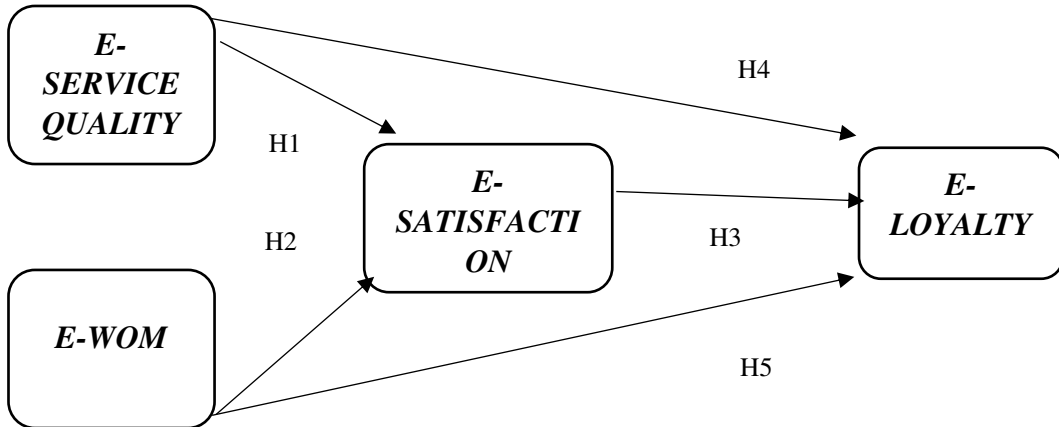 E-
SERVICE
QUALITY
H4
H1
E-
SATISFACTI
ON
E-
LOYALTY
H2
H3
E-WOM
H5